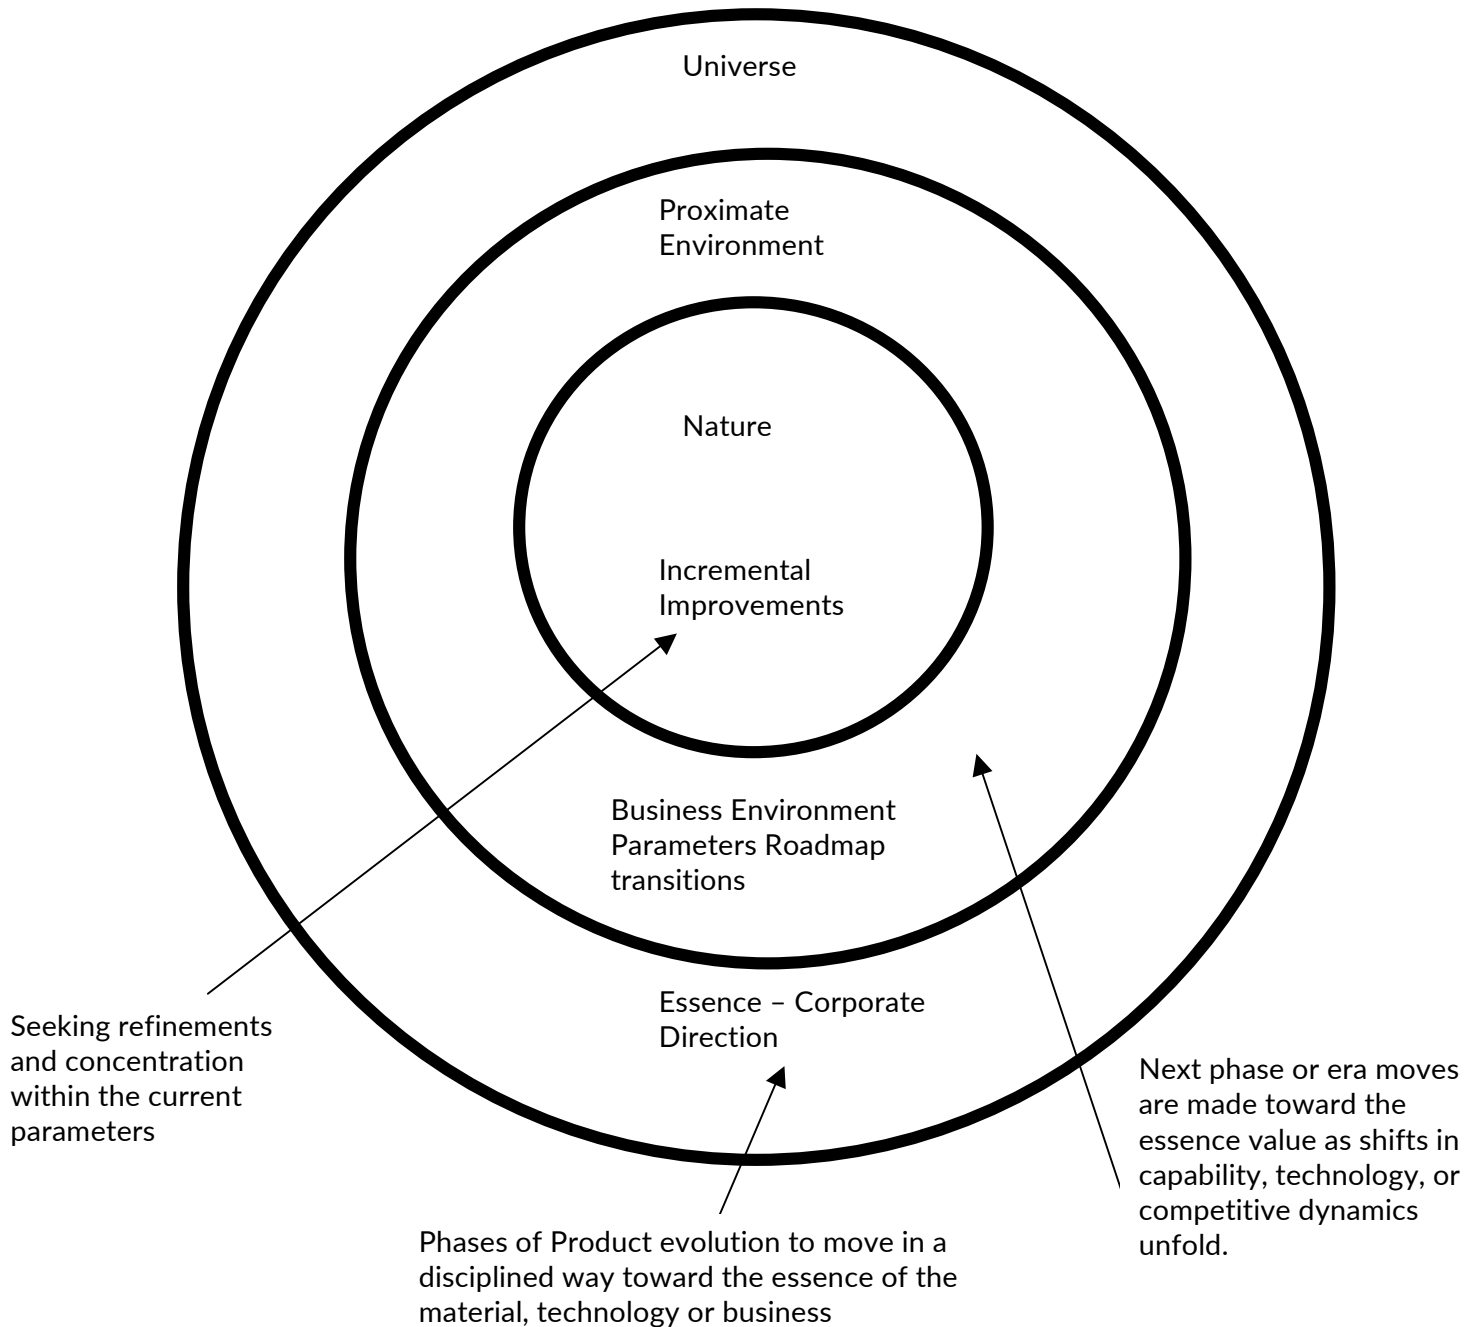 Universe
Proximate
Environment
Nature
Incremental
Improvements
Business Environment
Parameters Roadmap
transitions
Essence – Corporate
Direction
Seeking refinements
and concentration
within the current
parameters
Next phase or era moves
are made toward the
essence value as shifts in
capability, technology, or
competitive dynamics
unfold.
Phases of Product evolution to move in a
disciplined way toward the essence of the
material, technology or business